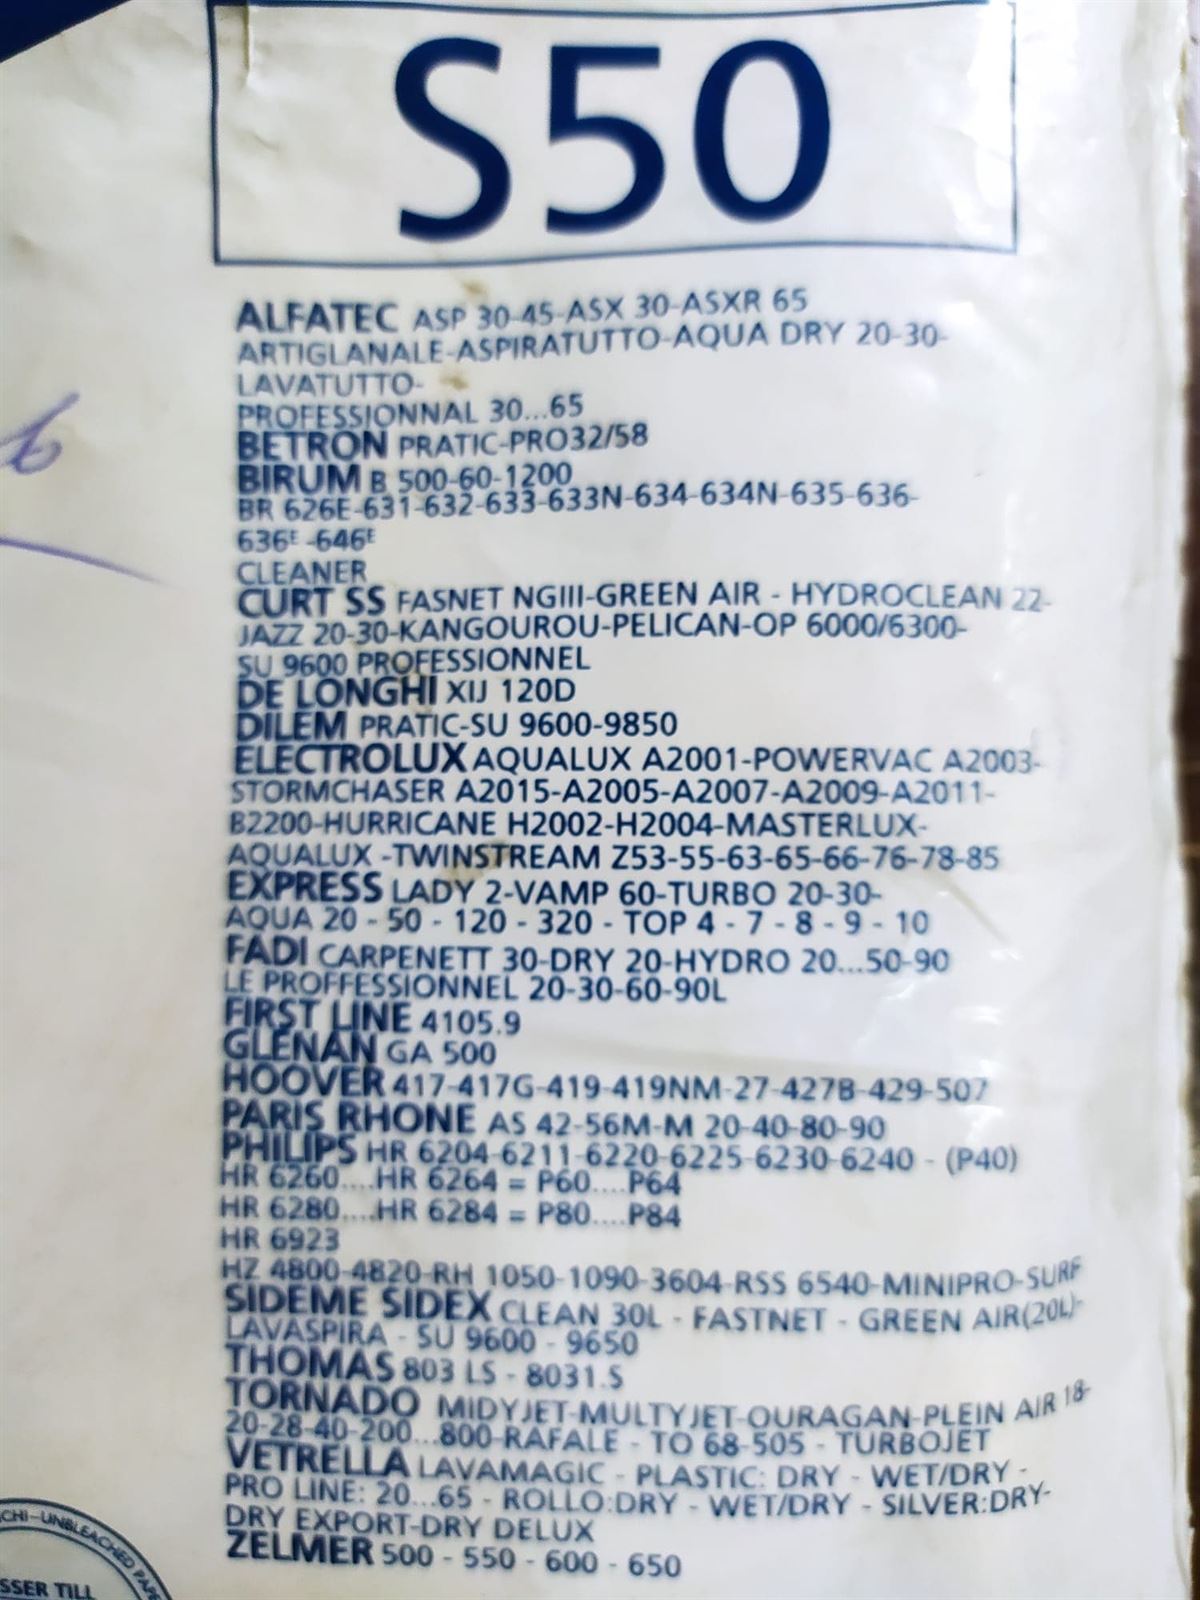 S50
ALFATEC ASP 30-45-ASX 30-ASXR 65
ARTIGLANALE-ASPIRATUTTO-AQUA DRY 20-30-
LAVATUTTO-
PROFESSIONNAL 30...65
BETRON PRATIC-PRO32/58
BIRUM B 500-60-1200
BR 626E-631-632-633-633N-634-634N-635-636-
636E -646E
CLEANER
CURT SS FASNET NGIII-GREEN AIR - HYDROCLEAN 22-
JAZZ 20-30-KANGOUROU-PELICAN-OP 6000/6300-
SU 9600 PROFESSIONNEL
DE LONGHI XIJ 120D
DILEM PRATIC-SU 9600-9850
ELECTROLUX AQUALUX A2001-POWERVAC A2003-
STORMCHASER A2015-A2005-A2007-A2009-A2011-
B2200-HURRICANE H2002-H2004-MASTERLUX-
AQUALUX -TWINSTREAM Z53-55-63-65-66-76-78-85
EXPRESS LADY 2-VAMP 60-TURBO 20-30-
AQUA 20 - 50 - 120 - 320 - TOP 4 - 7 - 8 - 9 - 10
FADI CARPENETT 30-DRY 20-HYDRO 20...50-90
LE PROFFESSIONNEL 20-30-60-90L
FIRST LINE 4105.9
GLÉNAN GA 500
HOOVER 417-417G-419-419NM-27-427B-429-507
PARIS RHONE AS 42-56M-M 20-40-80-90
PHILIPS HR 6204-6211-6220-6225-6230-6240 - (P40)
HR 6260....HR 6264 = P60....P64
HR 6280....HR 6284 = P80....P84
HR 6923
HZ 4800-4820-RH 1050-1090-3604-RSS 6540-MINIPRO-SURF
SIDEME SIDEX CLEAN 30L - FASTNET - GREEN AIR(20L)-
LAVASPIRA - SU 9600 - 9650
THOMAS 803 LS - 8031.S
TORNADO MIDYJET-MULTYJET-OURAGAN-PLEIN AIR 18-
20-28-40-200...800-RAFALE - TO 68-505 - TURBOJET
VETRELLA LAVAMAGIC - PLASTIC: DRY - WET/DRY -
PRO LINE: 20...65 - ROLLO:DRY - WET/DRY - SILVER:DRY-
DRY EXPORT-DRY DELUX
ZELMER 500 - 550 - 600 - 650
CHI-UNBLEACHED PAPE
SSER TILL